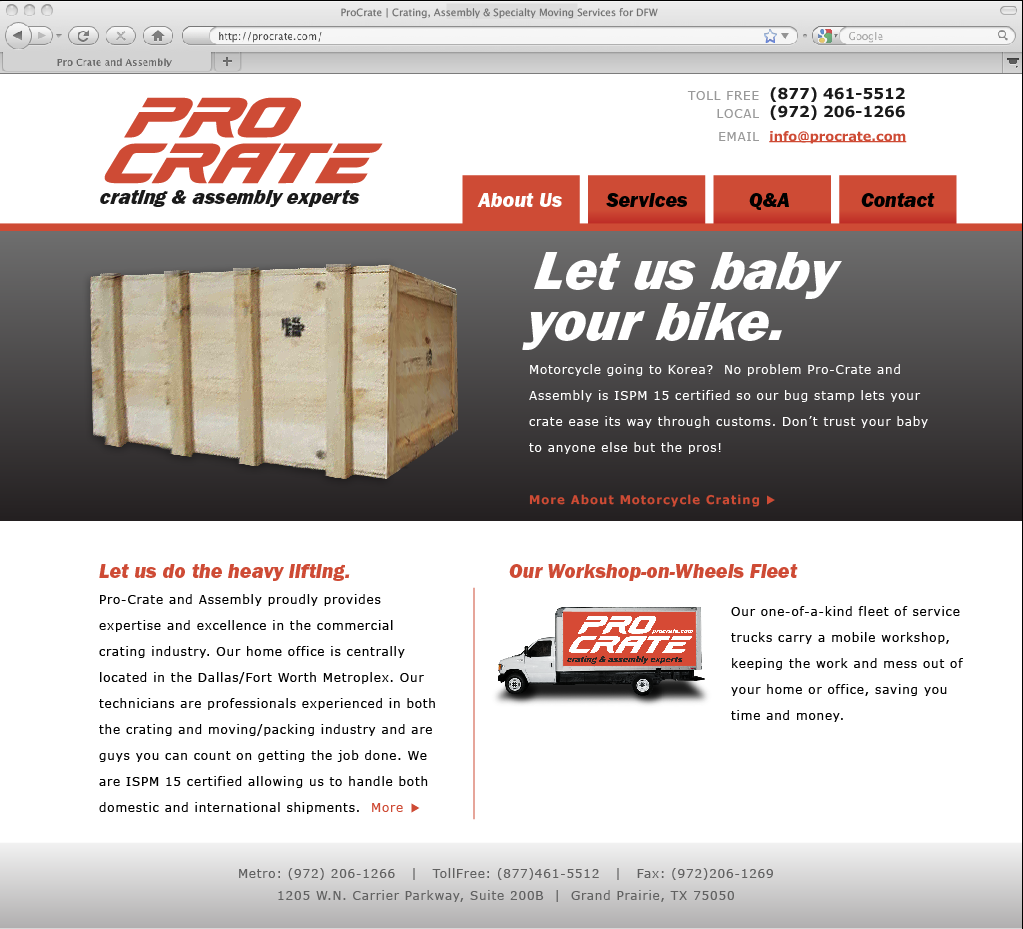 ProCrate | Crating, Assembly & Specialty Moving Services for DFW
http://procrate.com/
Google
Pro Crate and Assembly
PRO
CRATE
crating & assembly experts
TOLL FREE (877) 461-5512
LOCAL (972) 206-1266
EMAIL info@procrate.com
About Us
Services
Q&A
Contact
Let us baby
your bike.
Motorcycle going to Korea?  No problem Pro-Crate and
Assembly is ISPM 15 certified so our bug stamp lets your
crate ease its way through customs. Don’t trust your baby
to anyone else but the pros!
More About Motorcycle Crating
Let us do the heavy lifting.
Pro-Crate and Assembly proudly provides
expertise and excellence in the commercial
crating industry. Our home office is centrally
located in the Dallas/Fort Worth Metroplex. Our
technicians are professionals experienced in both
the crating and moving/packing industry and are
guys you can count on getting the job done. We
are ISPM 15 certified allowing us to handle both
domestic and international shipments. More
Our Workshop-on-Wheels Fleet
PRO
procrate.com
CRATE
crating & assembly experts
Our one-of-a-kind fleet of service
trucks carry a mobile workshop,
keeping the work and mess out of
your home or office, saving you
time and money.
Metro: (972) 206-1266 | TollFree: (877)461-5512 | Fax: (972)206-1269
1205 W.N. Carrier Parkway, Suite 200B | Grand Prairie, TX 75050